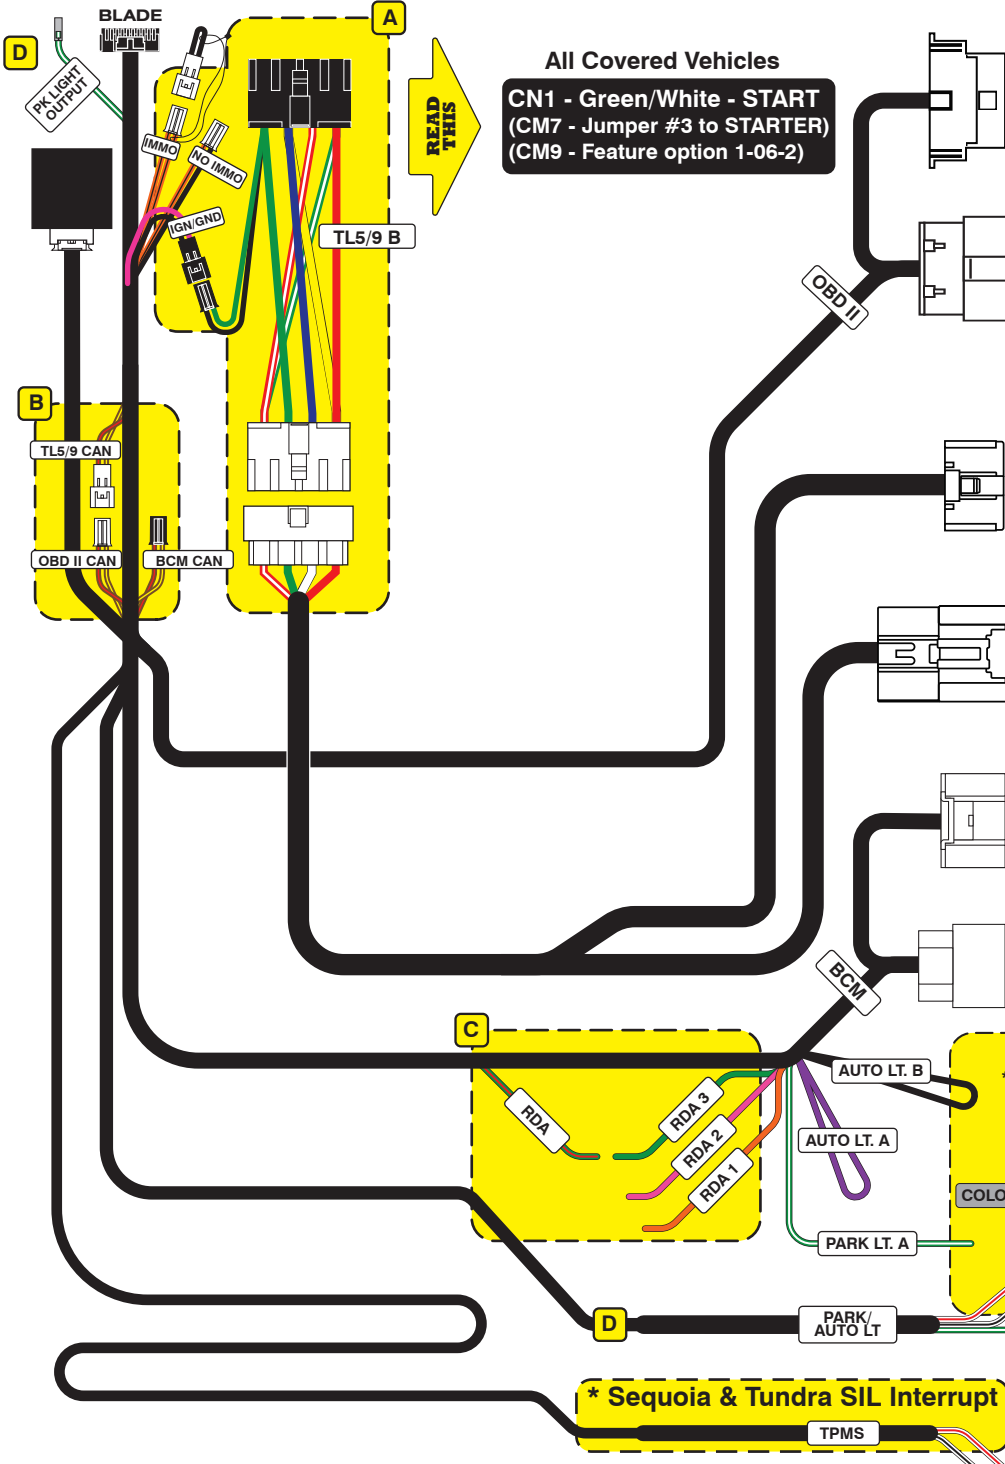 BLADE
A
D
PK LIGHT
OUTPUT
All Covered Vehicles
CN1 - Green/White - START
(CM7 - Jumper #3 to STARTER)
(CM9 - Feature option 1-06-2)
READ
THIS
IMMO
NO IMMO
IGN/GND
TL5/9 B
OBD II
B
TL5/9 CAN
OBD II CAN
BCM CAN
BCM
C
AUTO LT. B
*
RDA
RDA 3
RDA 2
RDA 1
AUTO LT. A
COLO
PARK LT. A
D
PARK/
AUTO LT
* Sequoia & Tundra SIL Interrupt
TPMS